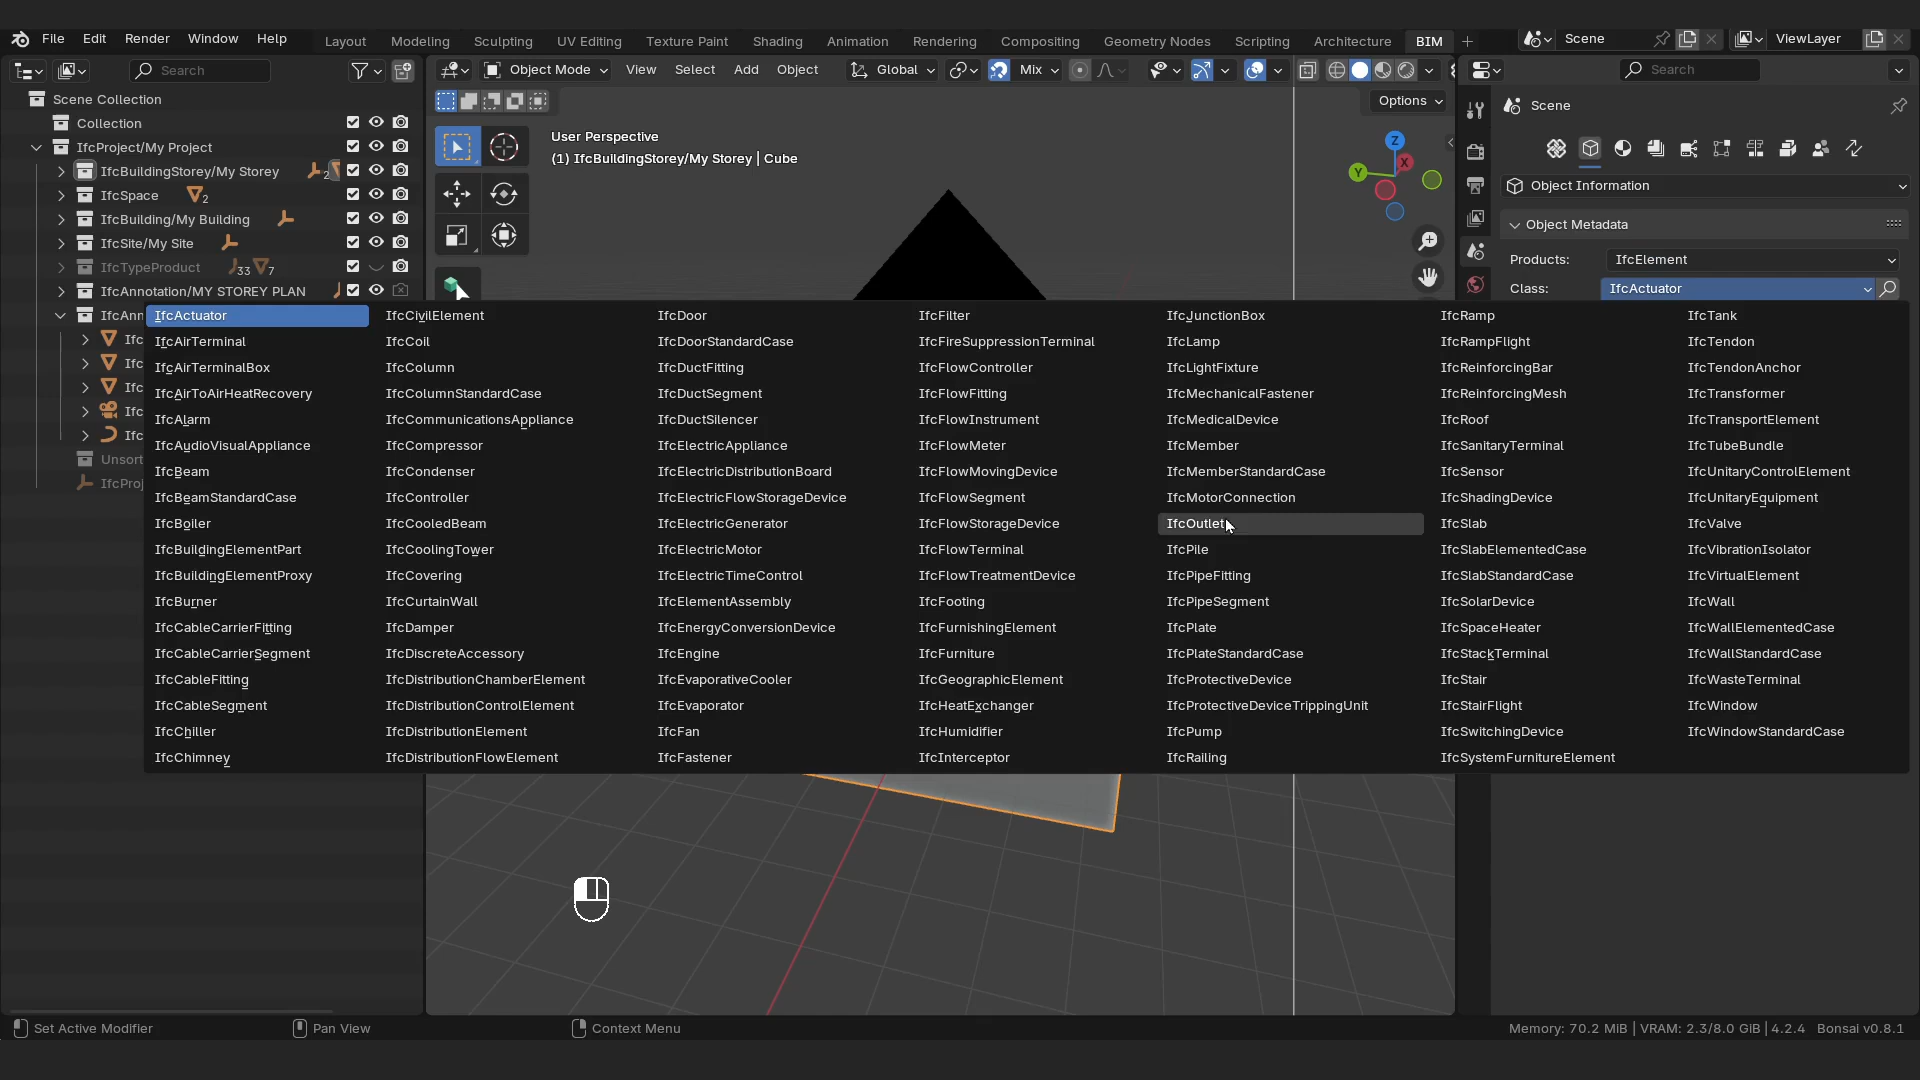 File Edit Render Window Help Layout Modeling Sculpting UV Editing Texture Paint Shading Animation Rendering Compositing Geometry Nodes Scripting Architecture BIM + Scene ViewLayer
Search Object Mode View Select Add Object Global Mix Search
Scene Collection
Options
Scene
Collection
IfcProject/My Project
User Perspective
(1) IfcBuildingStorey/My Storey | Cube
Z
X
Y
IfcBuildingStorey/My Storey 2
Object Information
IfcSpace 2
IfcBuilding/My Building
Object Metadata
IfcSite/My Site
Products: IfcElement
IfcTypeProduct 33 7
IfcAnnotation/MY STOREY PLAN
Class: IfcActuator
IfcAnn
Ifc
Ifc
Ifc
Ifc
Ifc
Unsort
IfcProj
IfcActuator
IfcAirTerminal
IfcAirTerminalBox
IfcAirToAirHeatRecovery
IfcAlarm
IfcAudioVisualAppliance
IfcBeam
IfcBeamStandardCase
IfcBoiler
IfcBuildingElementPart
IfcBuildingElementProxy
IfcBurner
IfcCableCarrierFitting
IfcCableCarrierSegment
IfcCableFitting
IfcCableSegment
IfcChiller
IfcChimney
IfcCivilElement
IfcCoil
IfcColumn
IfcColumnStandardCase
IfcCommunicationsAppliance
IfcCompressor
IfcCondenser
IfcController
IfcCooledBeam
IfcCoolingTower
IfcCovering
IfcCurtainWall
IfcDamper
IfcDiscreteAccessory
IfcDistributionChamberElement
IfcDistributionControlElement
IfcDistributionElement
IfcDistributionFlowElement
IfcDoor
IfcDoorStandardCase
IfcDuctFitting
IfcDuctSegment
IfcDuctSilencer
IfcElectricAppliance
IfcElectricDistributionBoard
IfcElectricFlowStorageDevice
IfcElectricGenerator
IfcElectricMotor
IfcElectricTimeControl
IfcElementAssembly
IfcEnergyConversionDevice
IfcEngine
IfcEvaporativeCooler
IfcEvaporator
IfcFan
IfcFastener
IfcFilter
IfcFireSuppressionTerminal
IfcFlowController
IfcFlowFitting
IfcFlowInstrument
IfcFlowMeter
IfcFlowMovingDevice
IfcFlowSegment
IfcFlowStorageDevice
IfcFlowTerminal
IfcFlowTreatmentDevice
IfcFooting
IfcFurnishingElement
IfcFurniture
IfcGeographicElement
IfcHeatExchanger
IfcHumidifier
IfcInterceptor
IfcJunctionBox
IfcLamp
IfcLightFixture
IfcMechanicalFastener
IfcMedicalDevice
IfcMember
IfcMemberStandardCase
IfcMotorConnection
IfcOutlet
IfcPile
IfcPipeFitting
IfcPipeSegment
IfcPlate
IfcPlateStandardCase
IfcProtectiveDevice
IfcProtectiveDeviceTrippingUnit
IfcPump
IfcRailing
IfcRamp
IfcRampFlight
IfcReinforcingBar
IfcReinforcingMesh
IfcRoof
IfcSanitaryTerminal
IfcSensor
IfcShadingDevice
IfcSlab
IfcSlabElementedCase
IfcSlabStandardCase
IfcSolarDevice
IfcSpaceHeater
IfcStackTerminal
IfcStair
IfcStairFlight
IfcSwitchingDevice
IfcSystemFurnitureElement
IfcTank
IfcTendon
IfcTendonAnchor
IfcTransformer
IfcTransportElement
IfcTubeBundle
IfcUnitaryControlElement
IfcUnitaryEquipment
IfcValve
IfcVibrationIsolator
IfcVirtualElement
IfcWall
IfcWallElementedCase
IfcWallStandardCase
IfcWasteTerminal
IfcWindow
IfcWindowStandardCase
Set Active Modifier Pan View Context Menu Memory: 70.2 MiB | VRAM: 2.3/8.0 GiB | 4.2.4 Bonsai v0.8.1